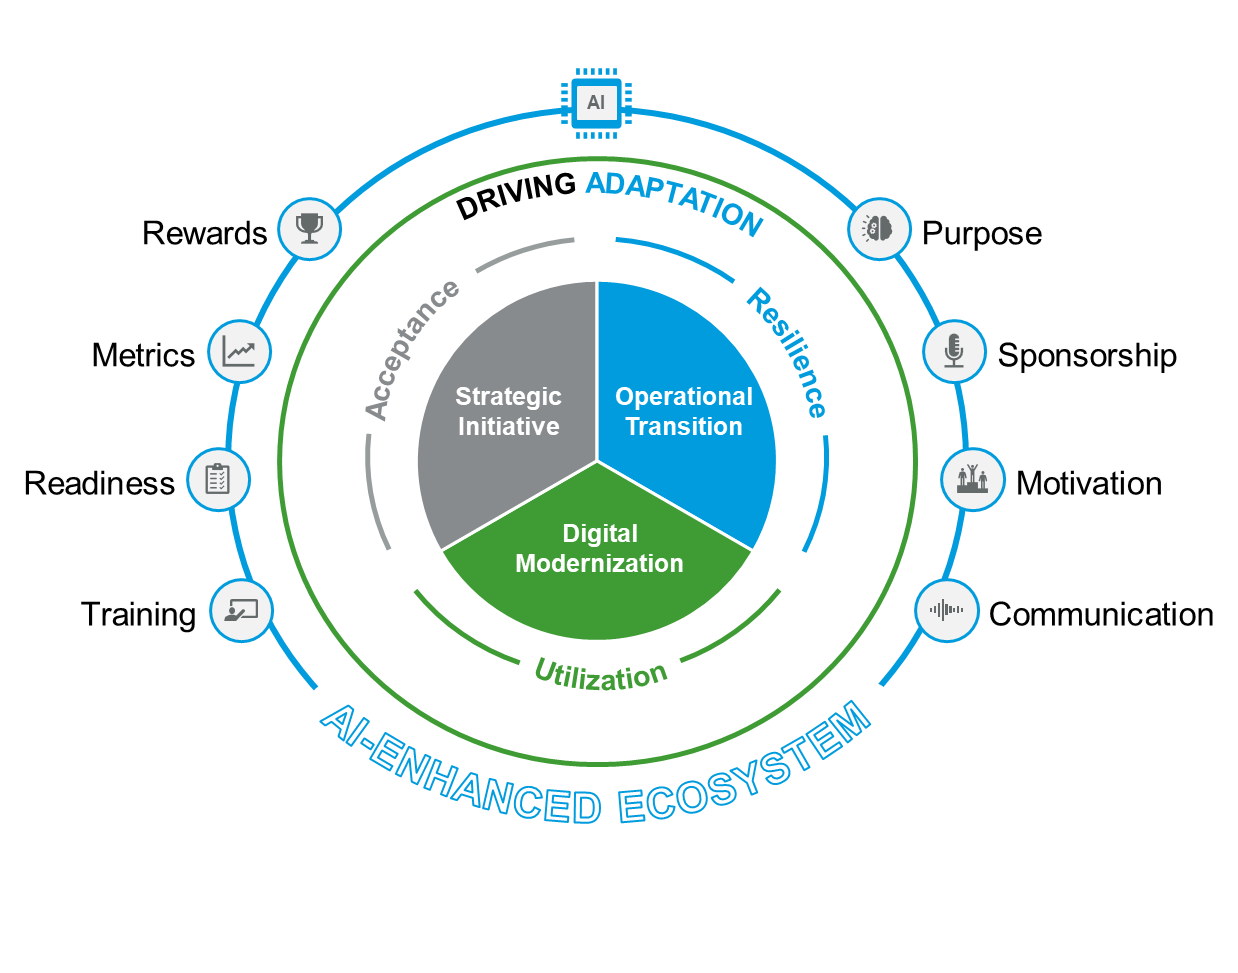 AI
DRIVING ADAPTATION
Rewards
Purpose
Acceptance
Resilience
Metrics
Sponsorship
Strategic
Initiative
Operational
Transition
Readiness
Motivation
Digital
Modernization
Training
Communication
Utilization
AI-ENHANCED ECOSYSTEM